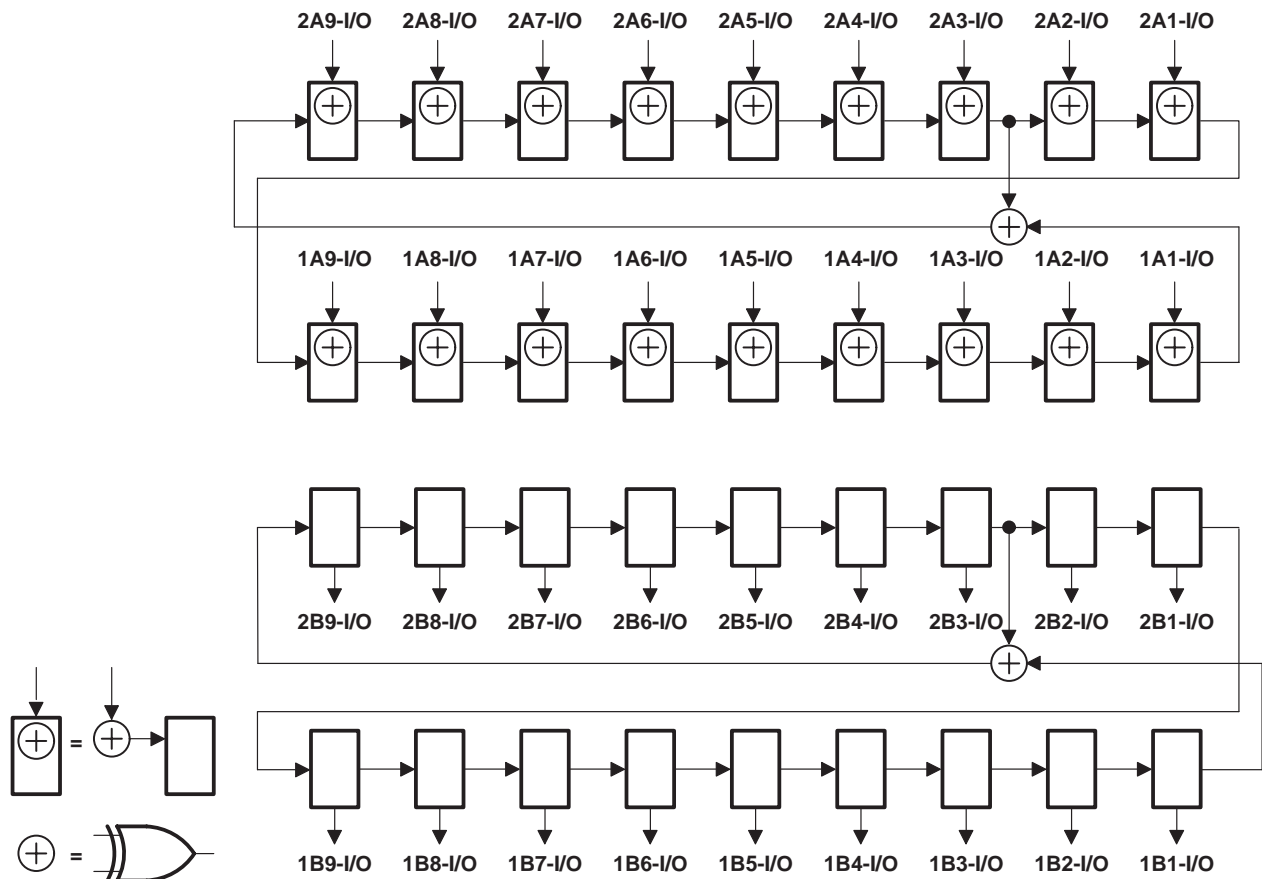 2A9-I/O 2A8-I/O 2A7-I/O 2A6-I/O 2A5-I/O 2A4-I/O 2A3-I/O 2A2-I/O 2A1-I/O
1A9-I/O 1A8-I/O 1A7-I/O 1A6-I/O 1A5-I/O 1A4-I/O 1A3-I/O 1A2-I/O 1A1-I/O
2B9-I/O 2B8-I/O 2B7-I/O 2B6-I/O 2B5-I/O 2B4-I/O 2B3-I/O 2B2-I/O 2B1-I/O
=
=
1B9-I/O 1B8-I/O 1B7-I/O 1B6-I/O 1B5-I/O 1B4-I/O 1B3-I/O 1B2-I/O 1B1-I/O